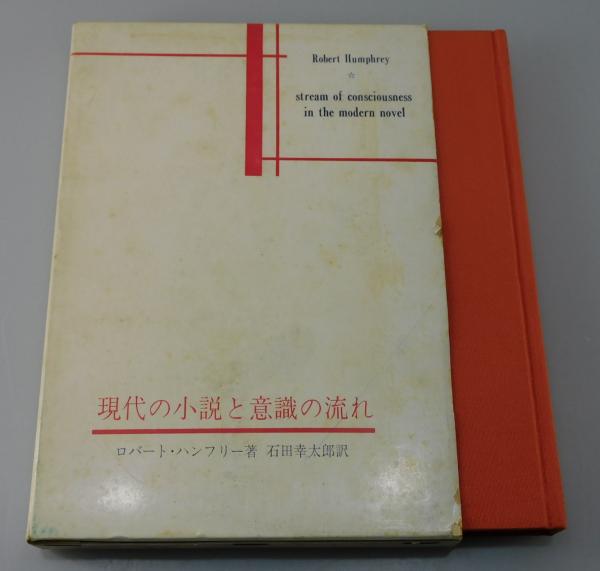 Robert Humphrey
☆
stream of consciousness
in the modern novel
現代の小説と意識の流れ
ロバート・ハンフリー著 石田幸太郎訳